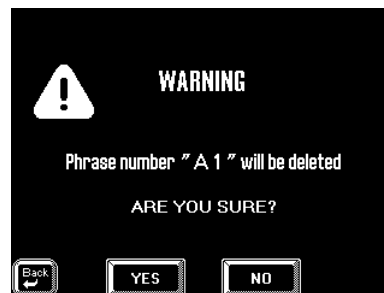 WARNING
Phrase number " A 1 " will be deleted
ARE YOU SURE?
Back YES NO